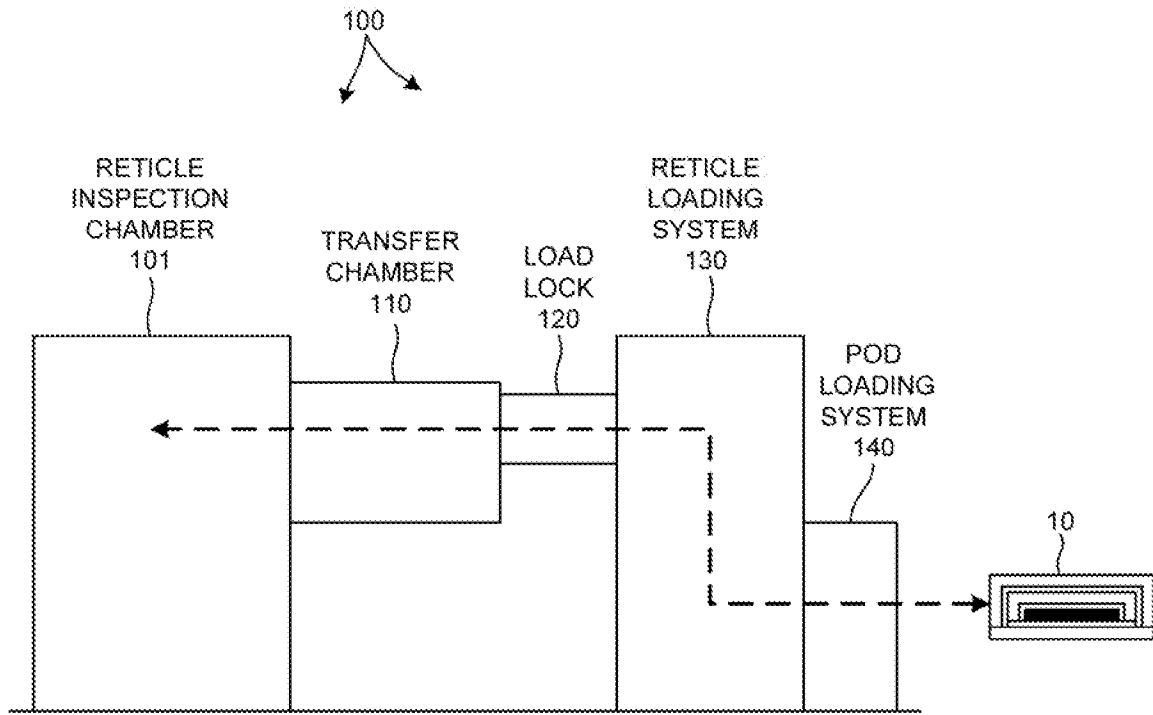 100
RETICLE
INSPECTION
CHAMBER
101
TRANSFER
CHAMBER
110
LOAD
LOCK
120
RETICLE
LOADING
SYSTEM
130
POD
LOADING
SYSTEM
140
10